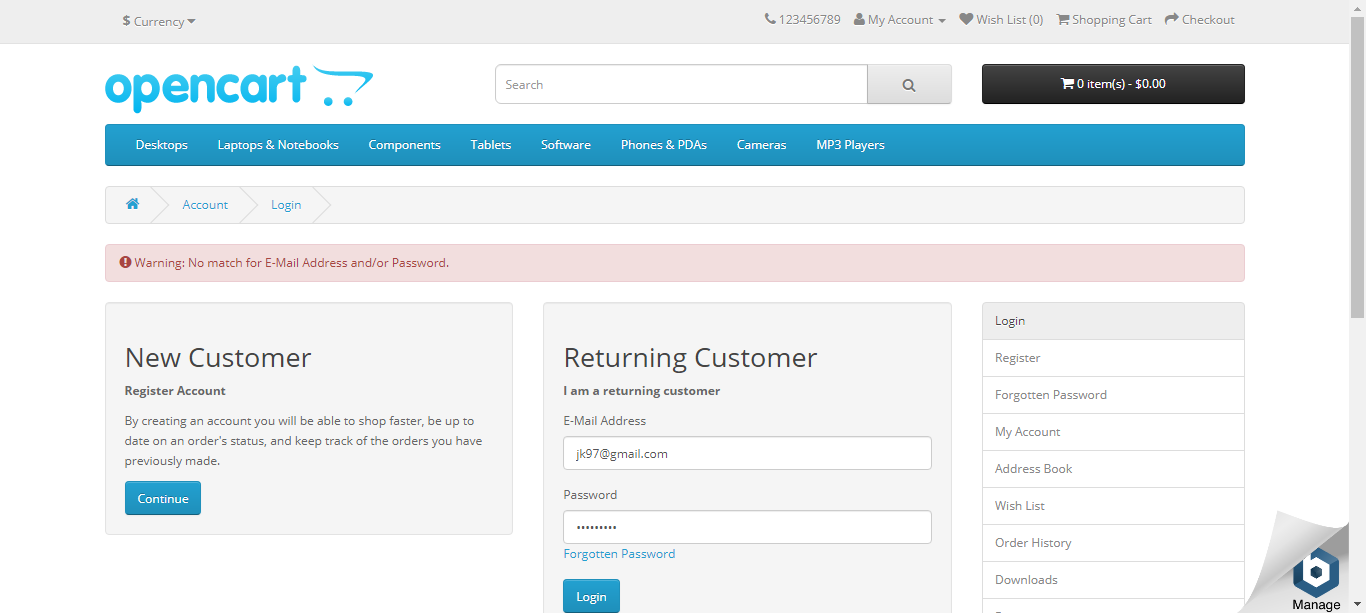 $ Currency
123456789 My Account Wish List (0) Shopping Cart Checkout
opencart
Search
0 item(s) - $0.00
Desktops Laptops & Notebooks Components Tablets Software Phones & PDAs Cameras MP3 Players
Account Login
Warning: No match for E-Mail Address and/or Password.
New Customer
Register Account
By creating an account you will be able to shop faster, be up to
date on an order's status, and keep track of the orders you have
previously made.
Continue
Returning Customer
I am a returning customer
E-Mail Address
jk97@gmail.com
Password
•••••••••
Forgotten Password
Login
Login
Register
Forgotten Password
My Account
Address Book
Wish List
Order History
Downloads
Manage